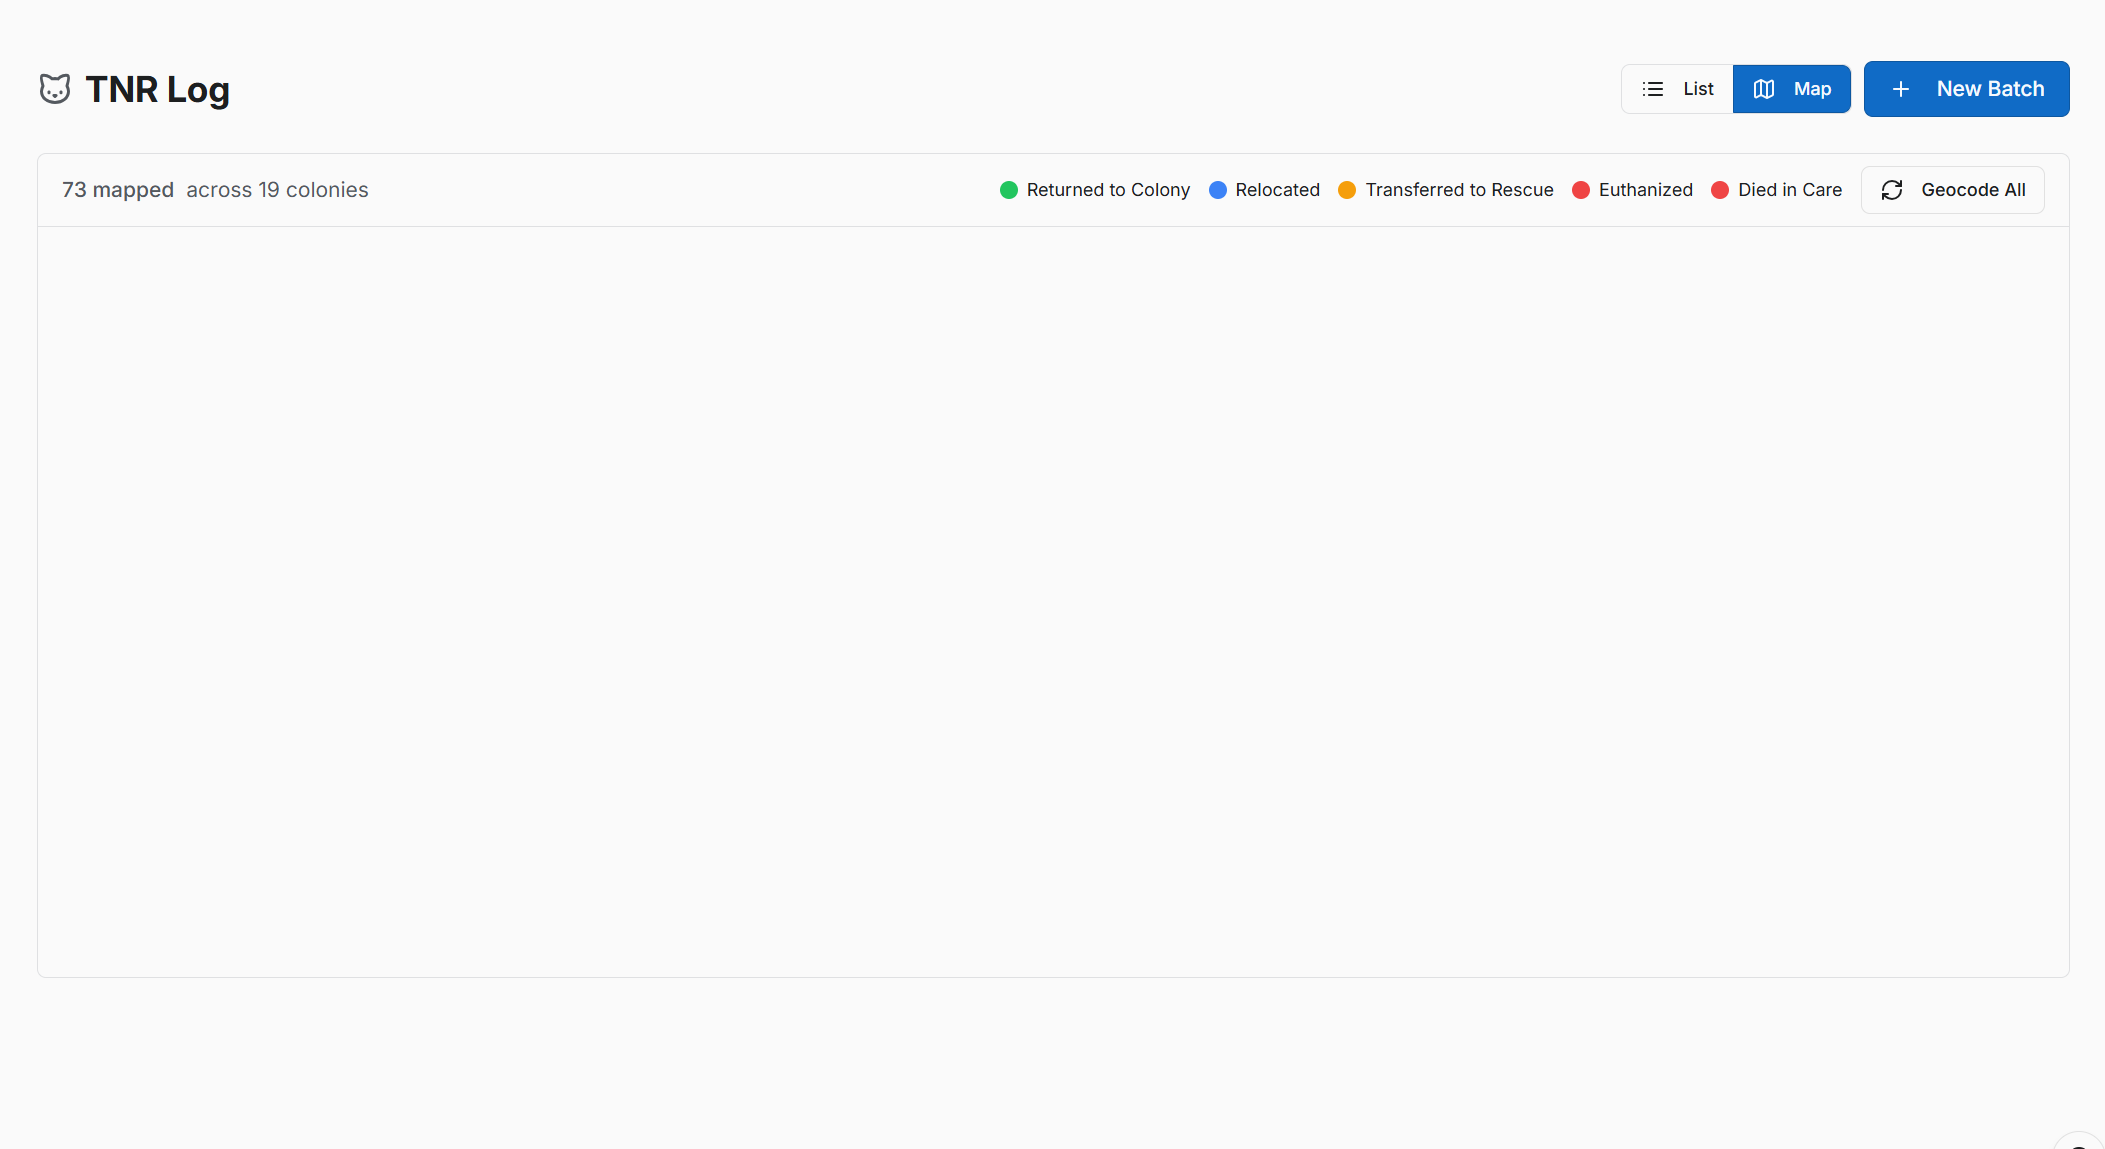 TNR Log
List
Map
New Batch
73 mapped across 19 colonies
Returned to Colony
Relocated
Transferred to Rescue
Euthanized
Died in Care
Geocode All